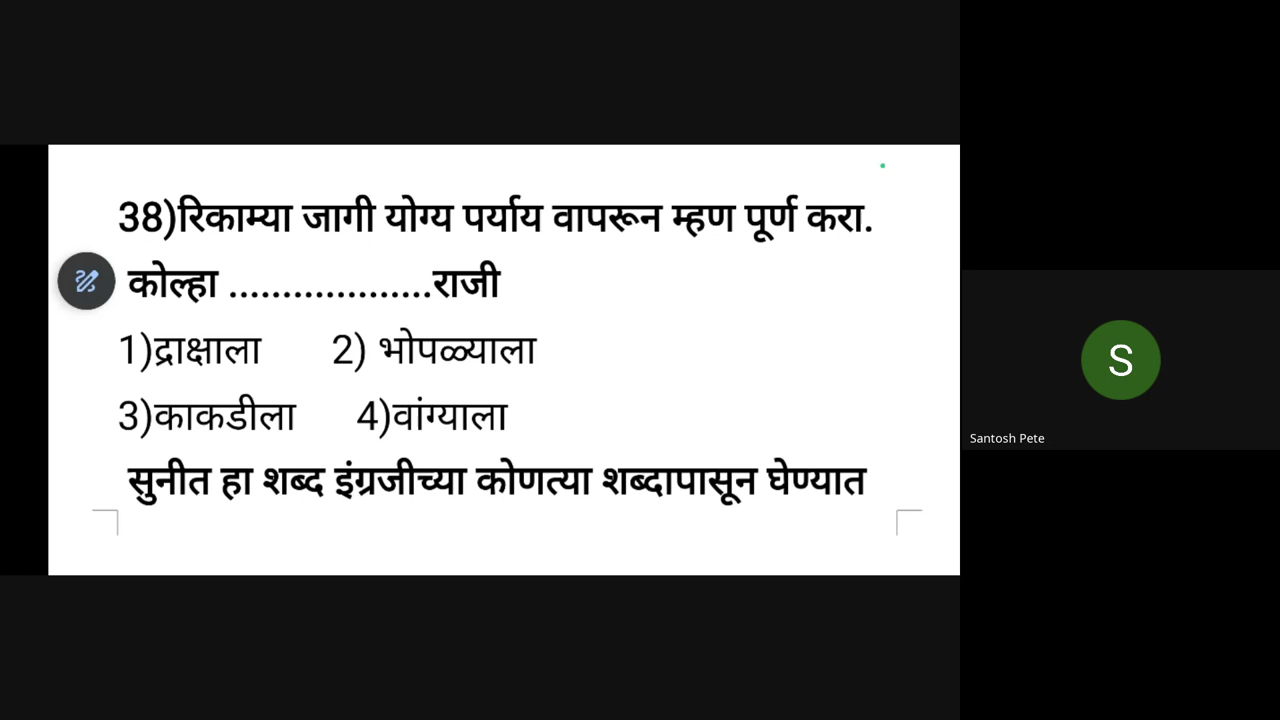 38)रिकाम्या जागी योग्य पर्याय वापरून म्हण पूर्ण करा.
कोल्हा ...................राजी
1)द्राक्षाला 2) भोपळ्याला
3)काकडीला 4)वांग्याला
सुनीत हा शब्द इंग्रजीच्या कोणत्या शब्दापासून घेण्यात
S
Santosh Pete